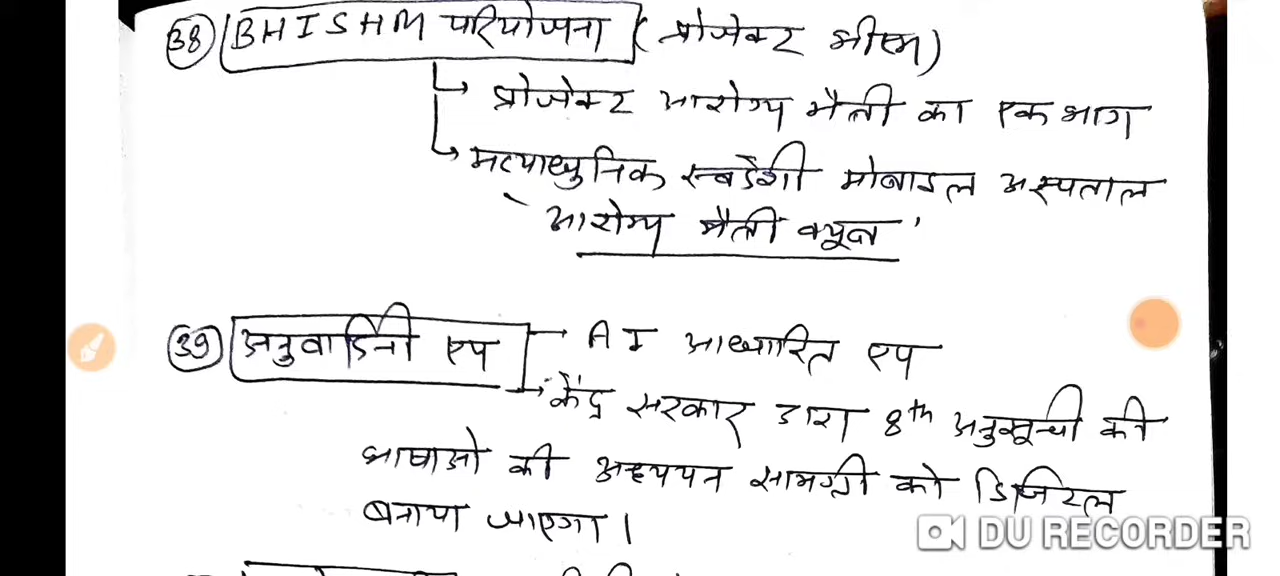 38 BHISHM परियोजना (प्रोजेक्ट भीष्म)
प्रोजेक्ट आरोग्य मैत्री का एक भाग
अत्याधुनिक स्वदेशी मोबाइल अस्पताल
'आरोग्य मैत्री क्यूब'
39 अनुवादिनी एप → AI आधारित एप
→ केंद्र सरकार द्वारा 8th अनुसूची की
भाषाओ की अध्ययन सामग्री को डिजिटल
बनाया जाएगा।
DU RECORDER